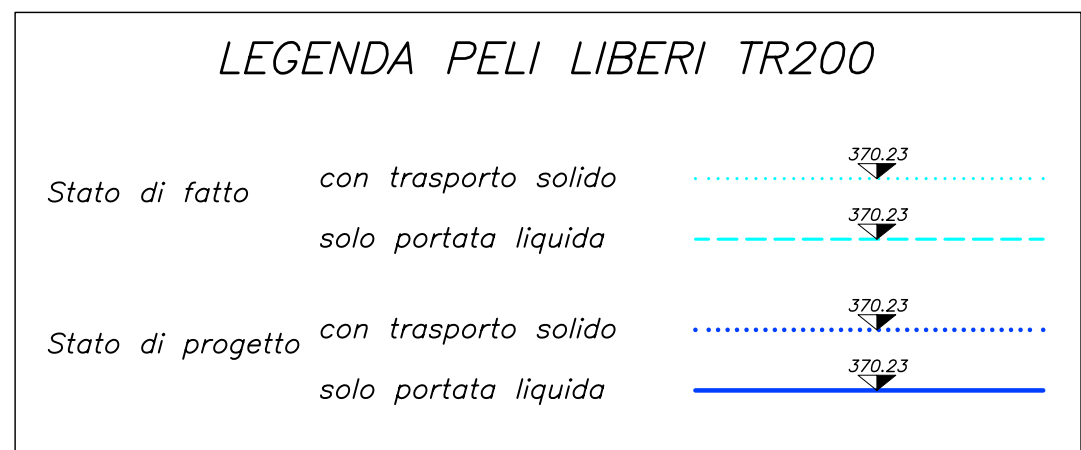 LEGENDA PELI LIBERI TR200
370.23
Stato di fatto
con trasporto solido
370.23
solo portata liquida
370.23
Stato di progetto
con trasporto solido
370.23
solo portata liquida